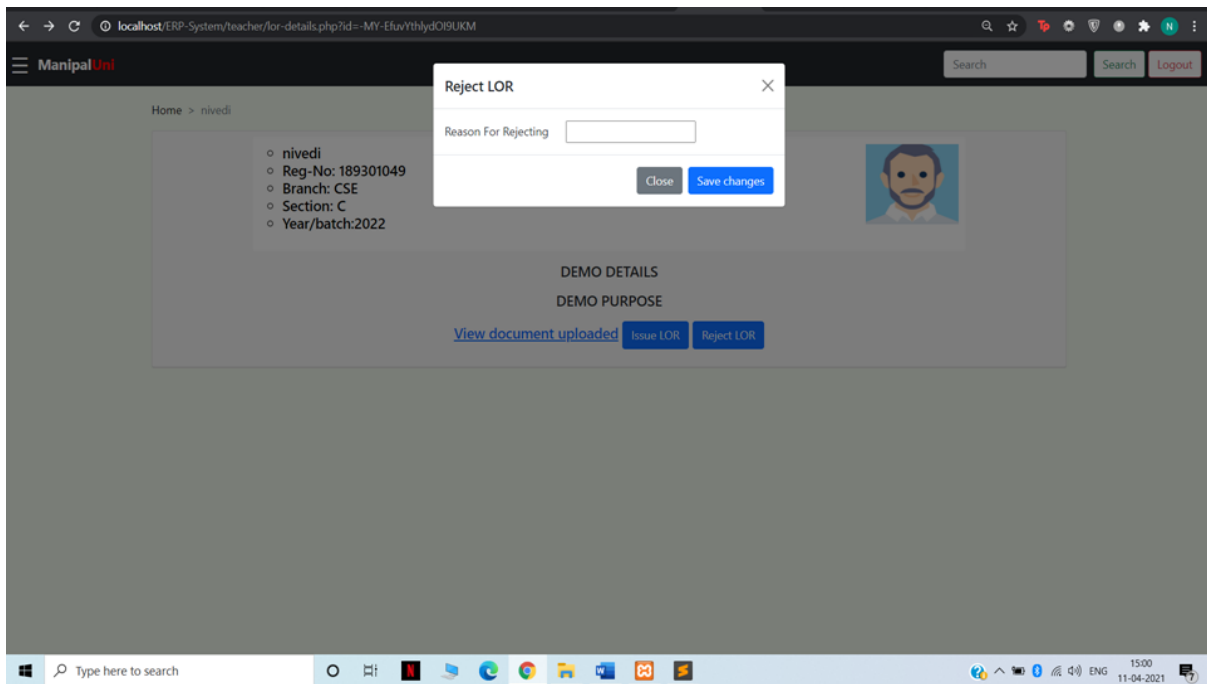 localhost/ERP-System/teacher/lor-details.php?id=-MY-EfuvYthlydOI9UKM
N
ManipalUni
Search
Search
Logout
Reject LOR
Reason For Rejecting
Close
Save changes
Home > nivedi
nivedi
Reg-No: 189301049
Branch: CSE
Section: C
Year/batch:2022
DEMO DETAILS
DEMO PURPOSE
View document uploaded
Issue LOR
Reject LOR
Type here to search
ENG
15:00
11-04-2021